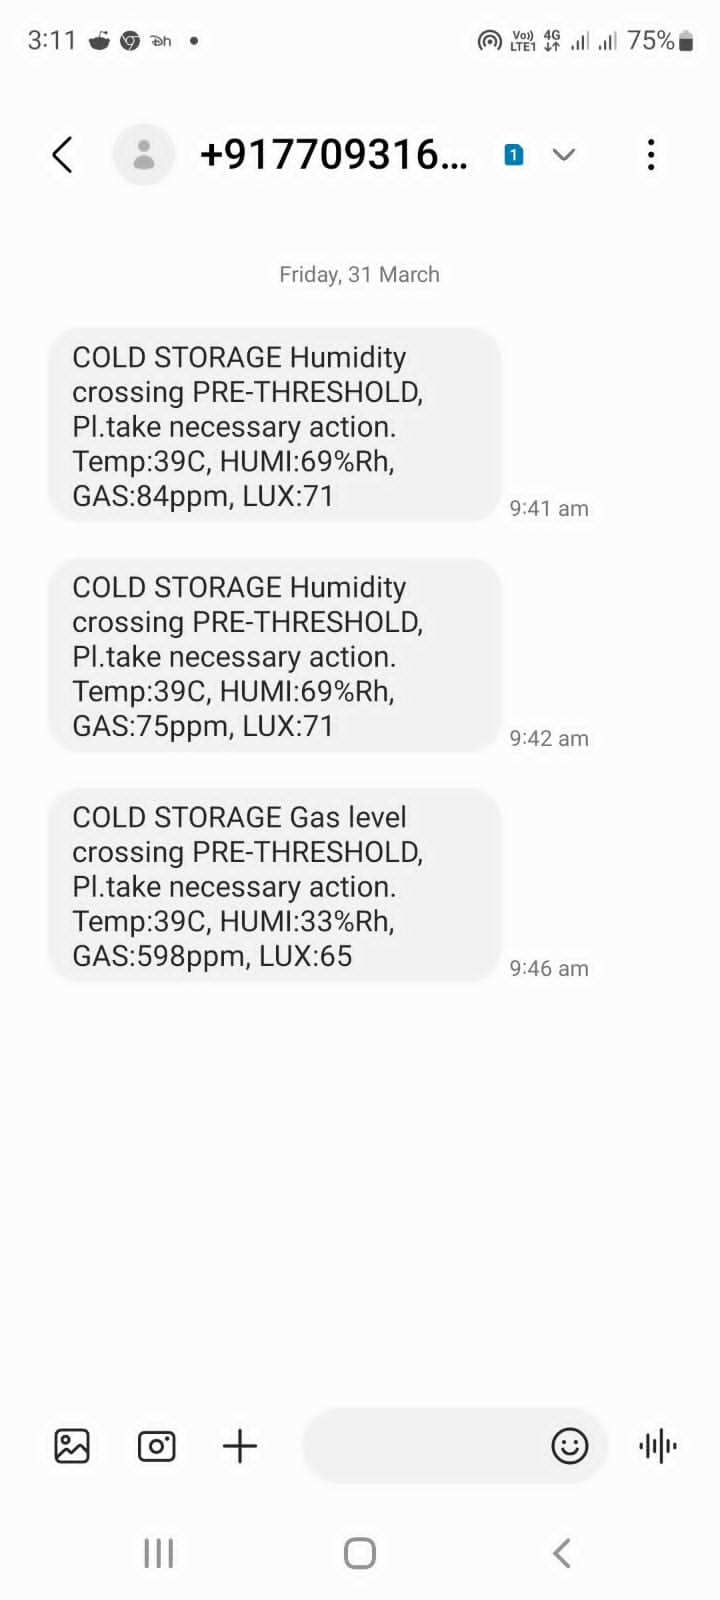 3:11 Vo)) LTE1 4G 75%
+917709316... 1
Friday, 31 March
COLD STORAGE Humidity
crossing PRE-THRESHOLD,
Pl.take necessary action.
Temp:39C, HUMI:69%Rh,
GAS:84ppm, LUX:71
9:41 am
COLD STORAGE Humidity
crossing PRE-THRESHOLD,
Pl.take necessary action.
Temp:39C, HUMI:69%Rh,
GAS:75ppm, LUX:71
9:42 am
COLD STORAGE Gas level
crossing PRE-THRESHOLD,
Pl.take necessary action.
Temp:39C, HUMI:33%Rh,
GAS:598ppm, LUX:65
9:46 am